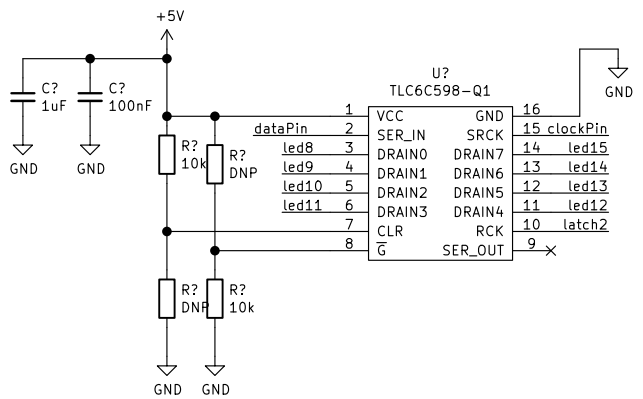 +5V
C?
1uF
C?
100nF
GND
GND
R?
10k
R?
DNP
R?
DNP
R?
10k
GND
GND
U?
TLC6C598-Q1
GND
1 VCC GND 16
dataPin 2 SER_IN SRCK 15 clockPin
led8 3 DRAIN0 DRAIN7 14 led15
led9 4 DRAIN1 DRAIN6 13 led14
led10 5 DRAIN2 DRAIN5 12 led13
led11 6 DRAIN3 DRAIN4 11 led12
7 CLR RCK 10 latch2
8 G SER_OUT 9